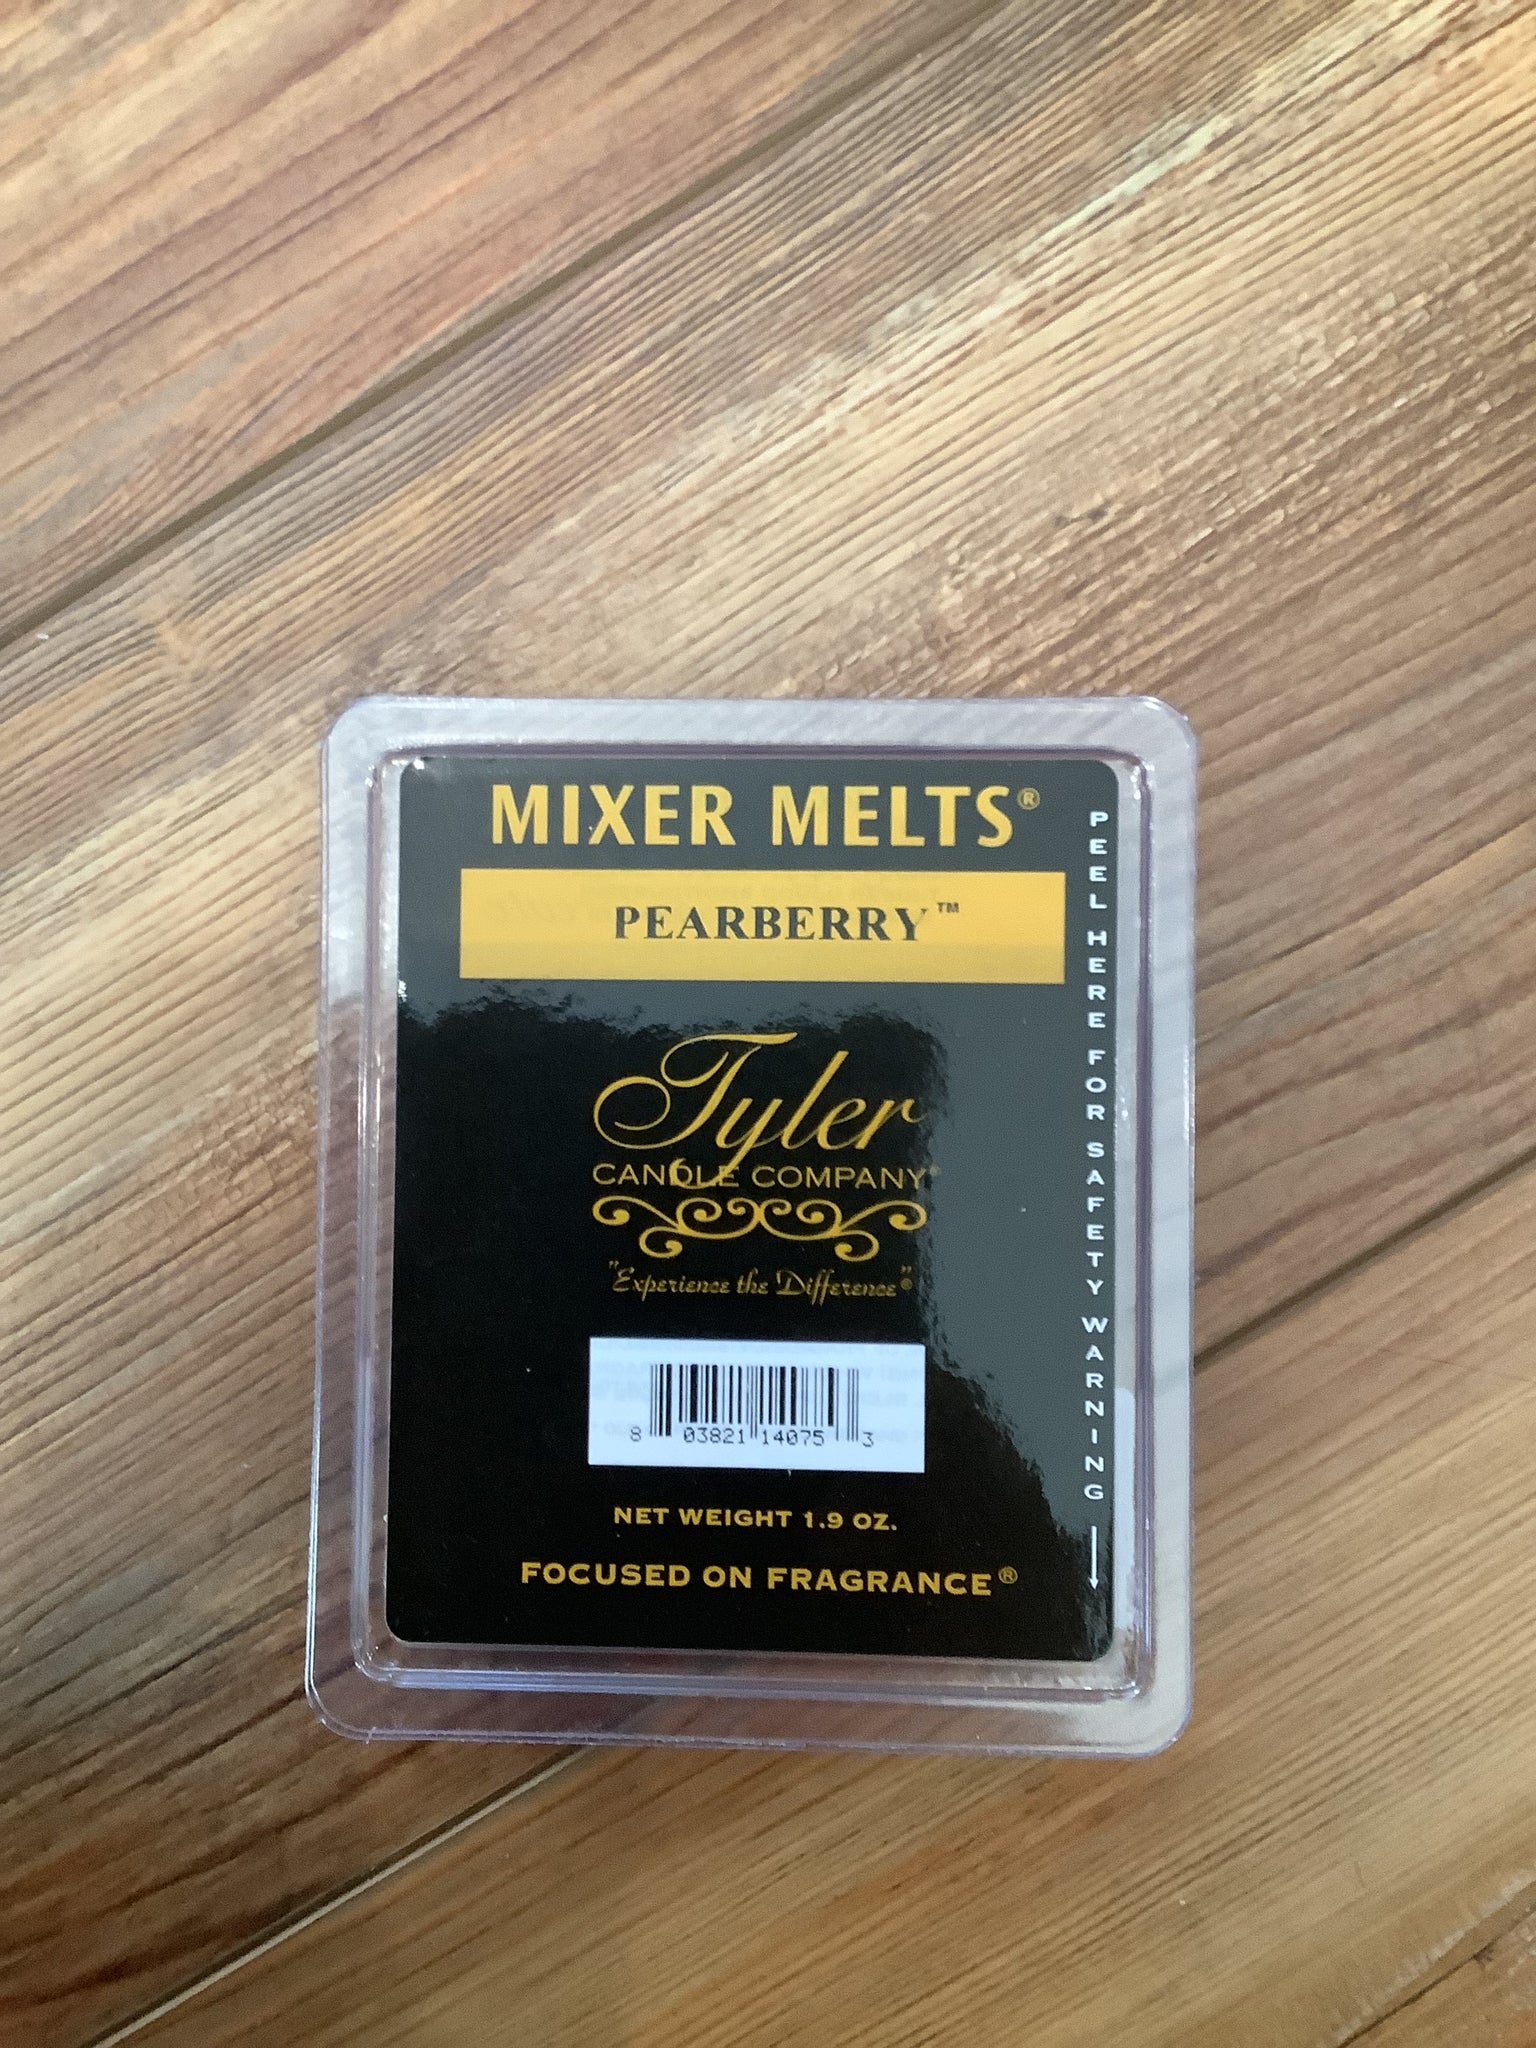 MIXER MELTS®
PEARBERRY™
Tyler
CANDLE COMPANY®
"Experience the Difference"®
8 03821 14075 3
NET WEIGHT 1.9 OZ.
FOCUSED ON FRAGRANCE®
PEEL HERE FOR SAFETY WARNING